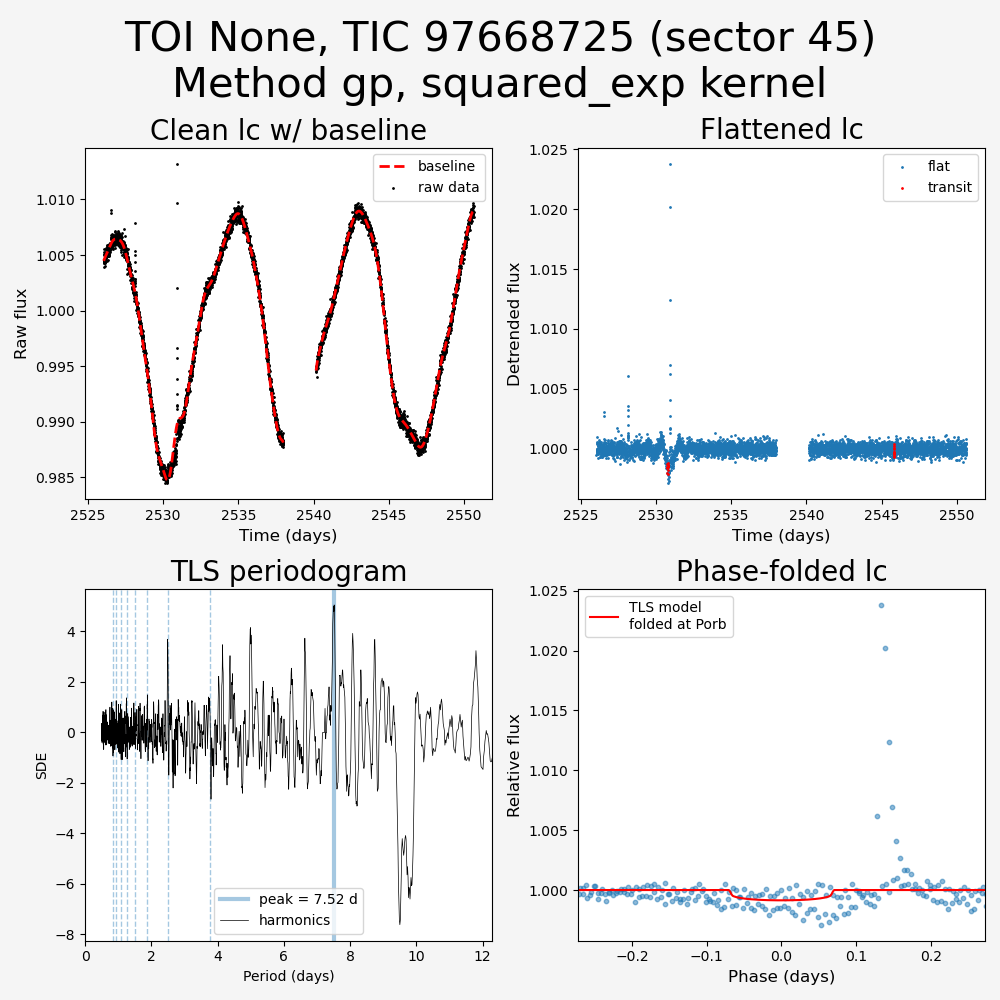 TOI None, TIC 97668725 (sector 45)
Method gp, squared_exp kernel
Clean lc w/ baseline
Raw flux
1.010
1.005
1.000
0.995
0.990
0.985
baseline
raw data
2525 2530 2535 2540 2545 2550
Time (days)
Flattened lc
Detrended flux
1.025
1.020
1.015
1.010
1.005
1.000
flat
transit
2525 2530 2535 2540 2545 2550
Time (days)
TLS periodogram
SDE
4
2
0
−2
−4
−6
−8
peak = 7.52 d
harmonics
0 2 4 6 8 10 12
Period (days)
Phase-folded lc
Relative flux
1.025
1.020
1.015
1.010
1.005
1.000
TLS model
folded at Porb
−0.2 −0.1 0.0 0.1 0.2
Phase (days)